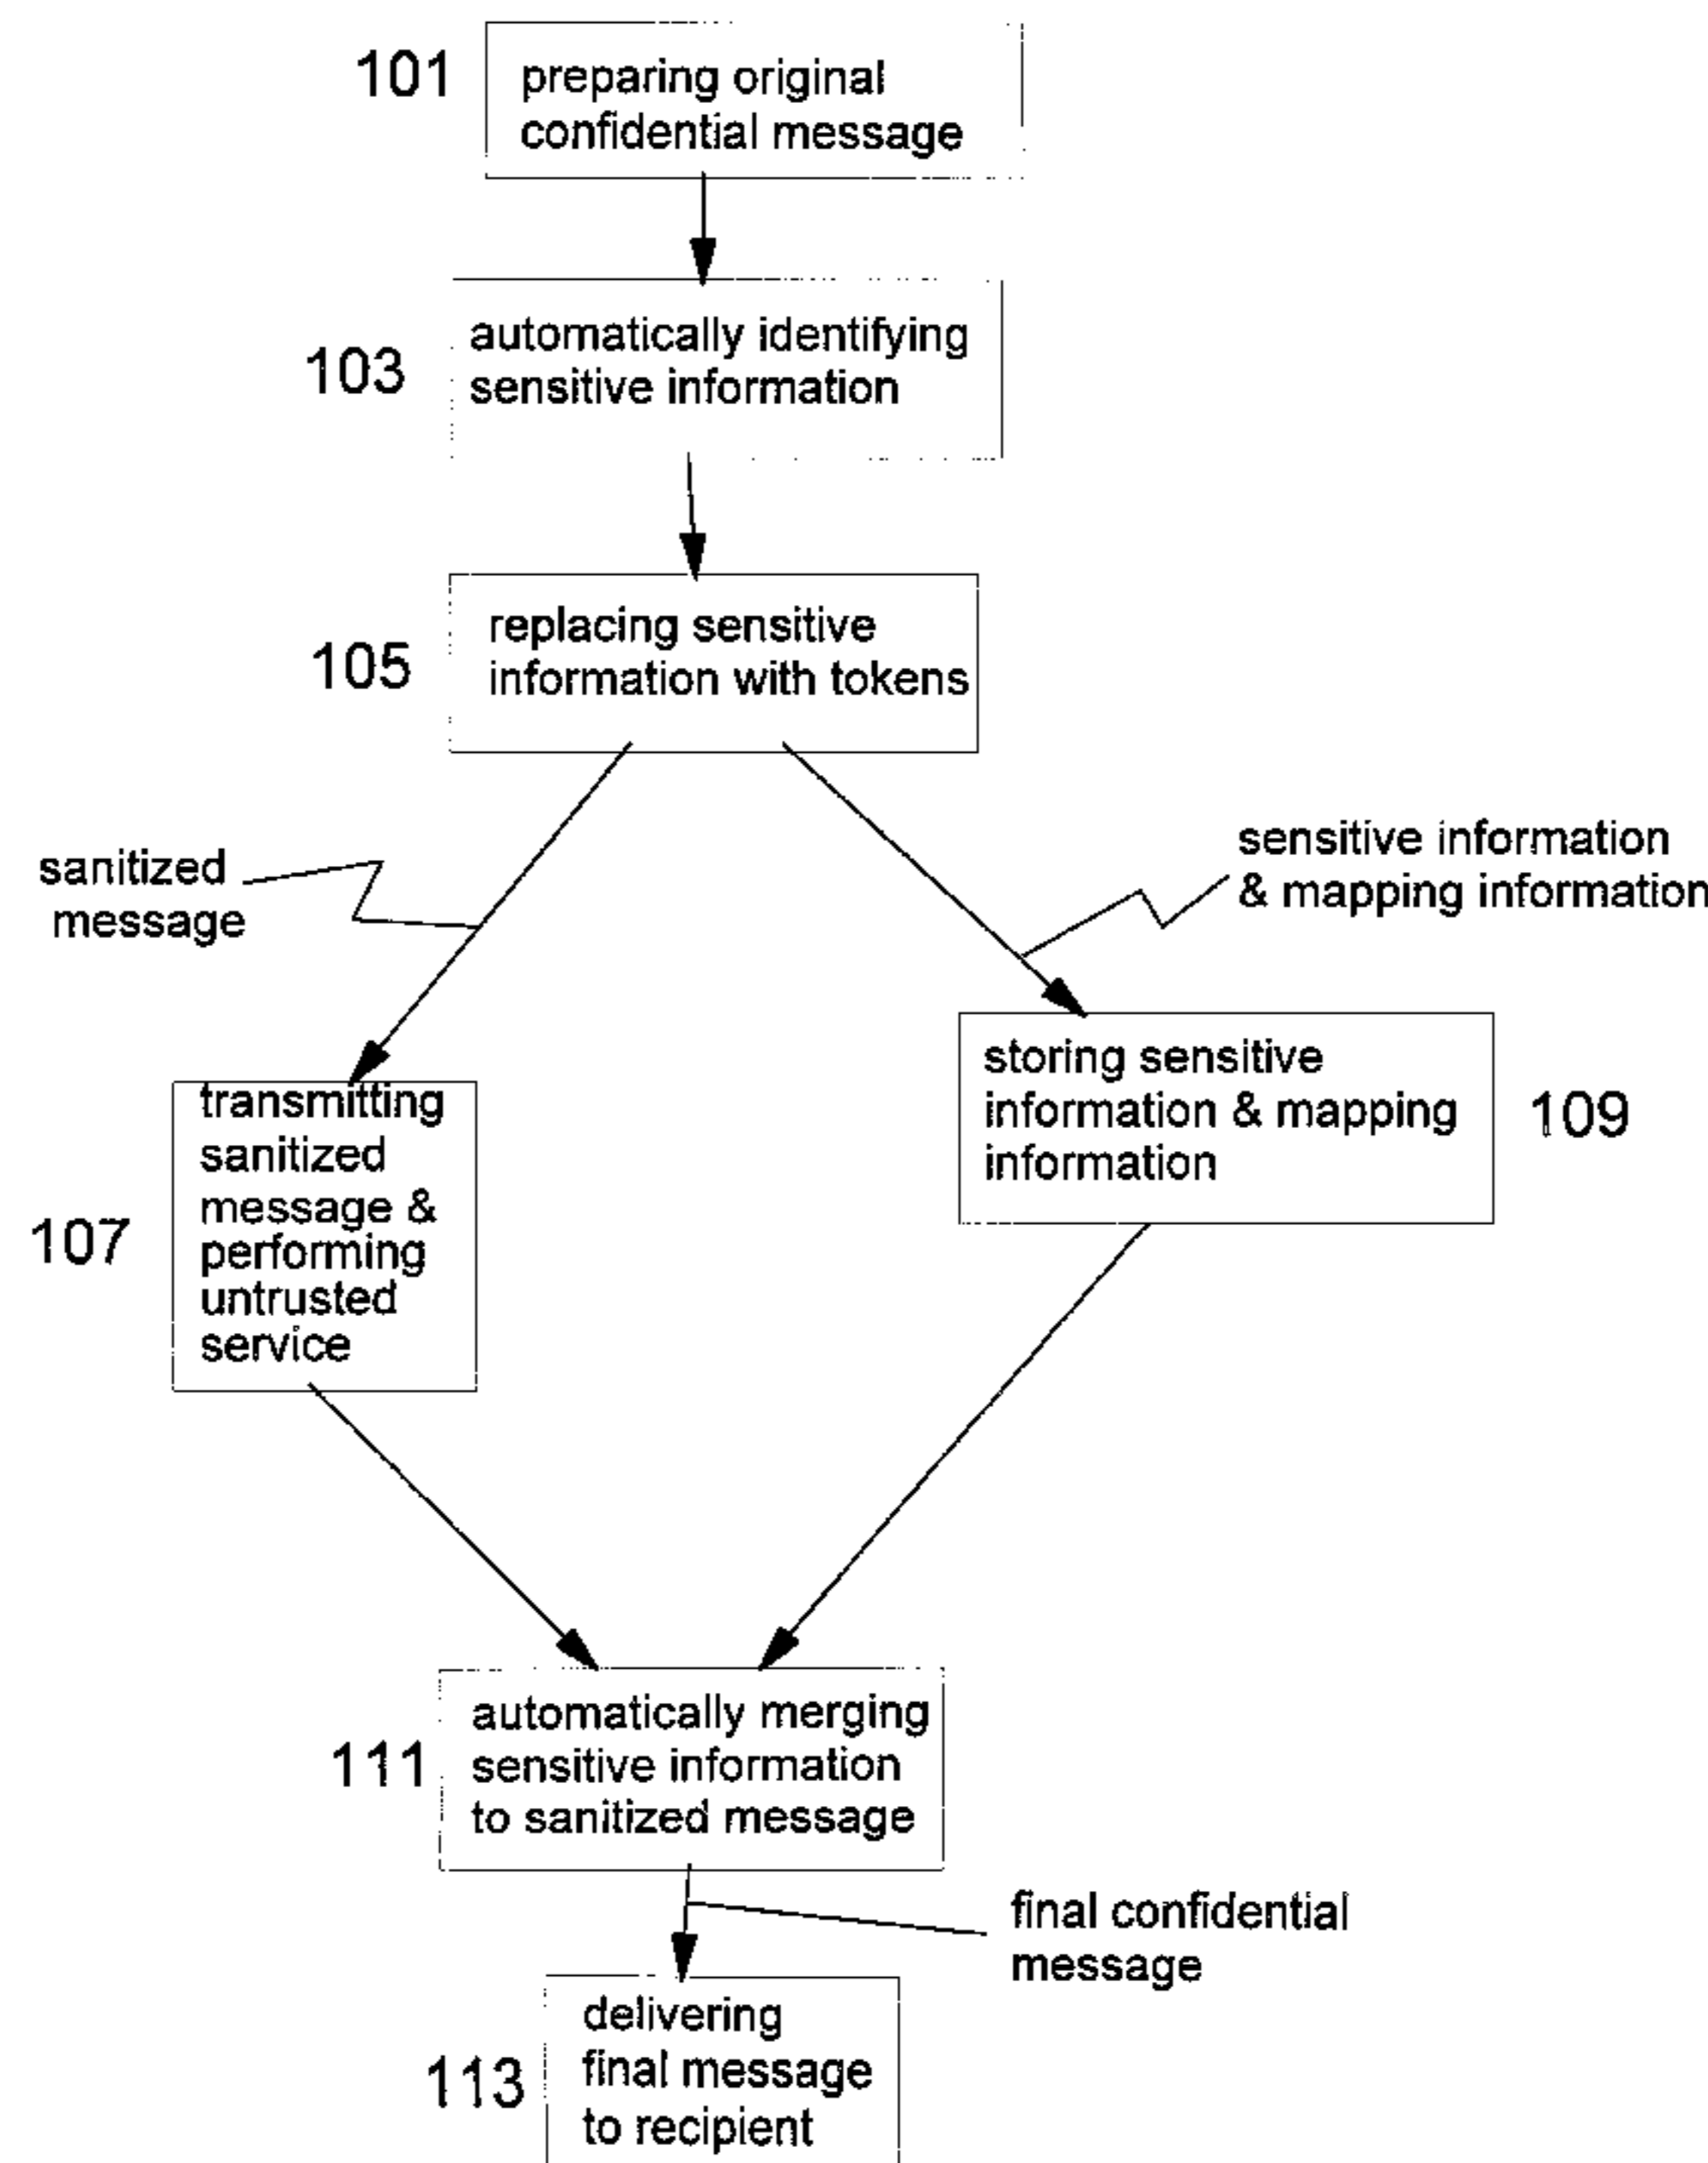 101
preparing original
confidential message
103
automatically identifying
sensitive information
105
replacing sensitive
information with tokens
sanitized
message
sensitive information
& mapping information
107
transmitting
sanitized
message &
performing
untrusted
service
storing sensitive
information & mapping
information
109
111
automatically merging
sensitive information
to sanitized message
final confidential
message
113
delivering
final message
to recipient